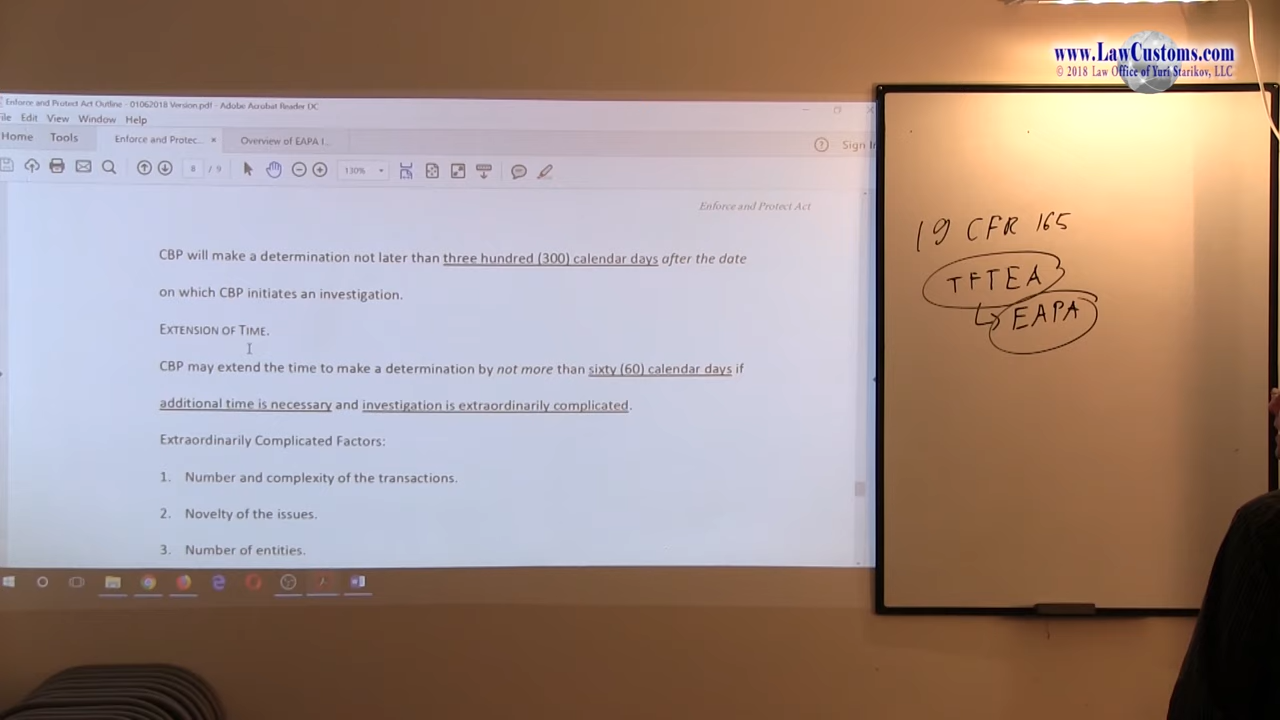 www.LawCustoms.com
© 2018 Law Office of Yuri Starikov, LLC
Enforce and Protect Act Outline - 01062018 Version.pdf - Adobe Acrobat Reader DC
ile Edit View Window Help
Home Tools Enforce and Protec... × Overview of EAPA I... ? Sign In
8 / 9 130%
Enforce and Protect Act
CBP will make a determination not later than three hundred (300) calendar days after the date
on which CBP initiates an investigation.
EXTENSION OF TIME.
CBP may extend the time to make a determination by not more than sixty (60) calendar days if
additional time is necessary and investigation is extraordinarily complicated.
Extraordinarily Complicated Factors:
1. Number and complexity of the transactions.
2. Novelty of the issues.
3. Number of entities.
19 CFR 165
TFTEA
EAPA